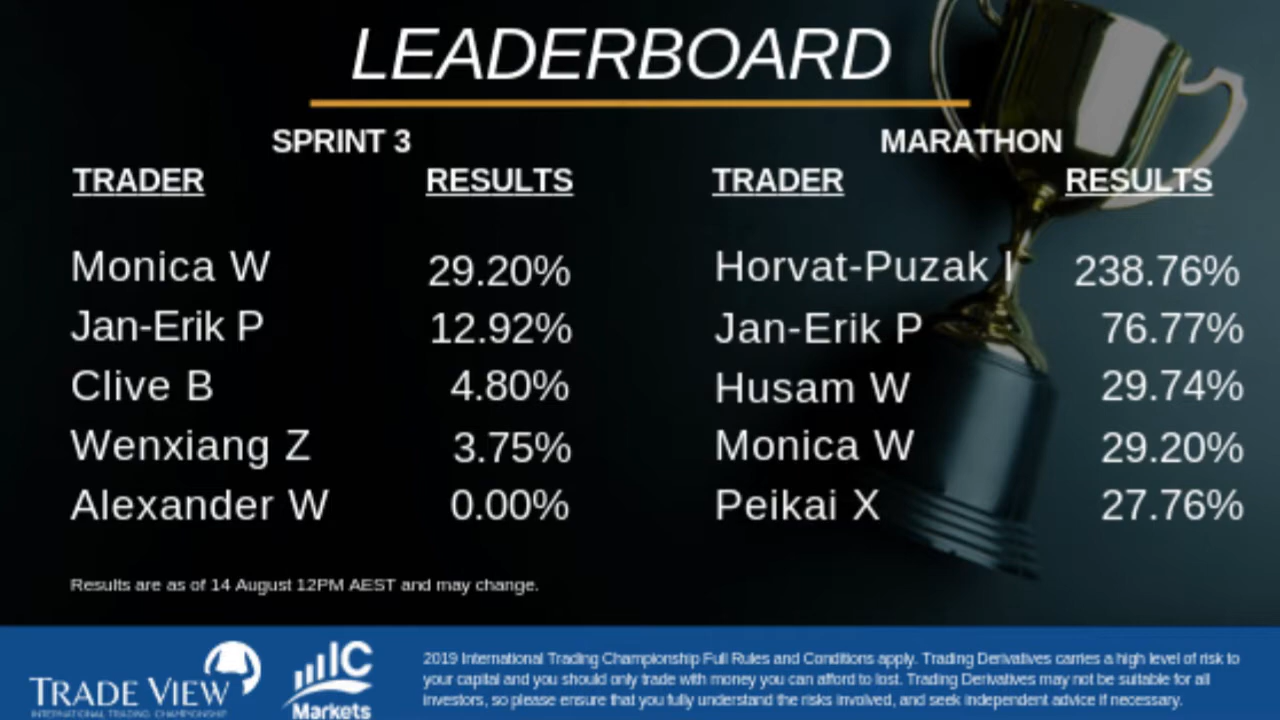 LEADERBOARD
SPRINT 3
TRADER RESULTS
Monica W 29.20%
Jan-Erik P 12.92%
Clive B 4.80%
Wenxiang Z 3.75%
Alexander W 0.00%
MARATHON
TRADER RESULTS
Horvat-Puzak I 238.76%
Jan-Erik P 76.77%
Husam W 29.74%
Monica W 29.20%
Peikai X 27.76%
Results are as of 14 August 12PM AEST and may change.
TRADE VIEW
INTERNATIONAL TRADING CHAMPIONSHIP
IC
Markets
2019 International Trading Championship Full Rules and Conditions apply. Trading Derivatives carries a high level of risk to
your capital and you should only trade with money you can afford to lost. Trading Derivatives may not be suitable for all
investors, so please ensure that you fully understand the risks involved, and seek independent advice if necessary.